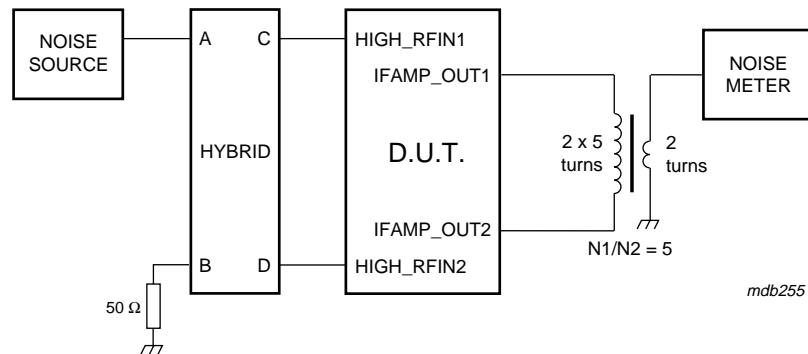 NOISE
SOURCE
A
C
HIGH_RFIN1
IFAMP_OUT1
NOISE
METER
HYBRID
D.U.T.
2 x 5
turns
2
turns
IFAMP_OUT2
N1/N2 = 5
B
D
HIGH_RFIN2
50 Ω
mdb255